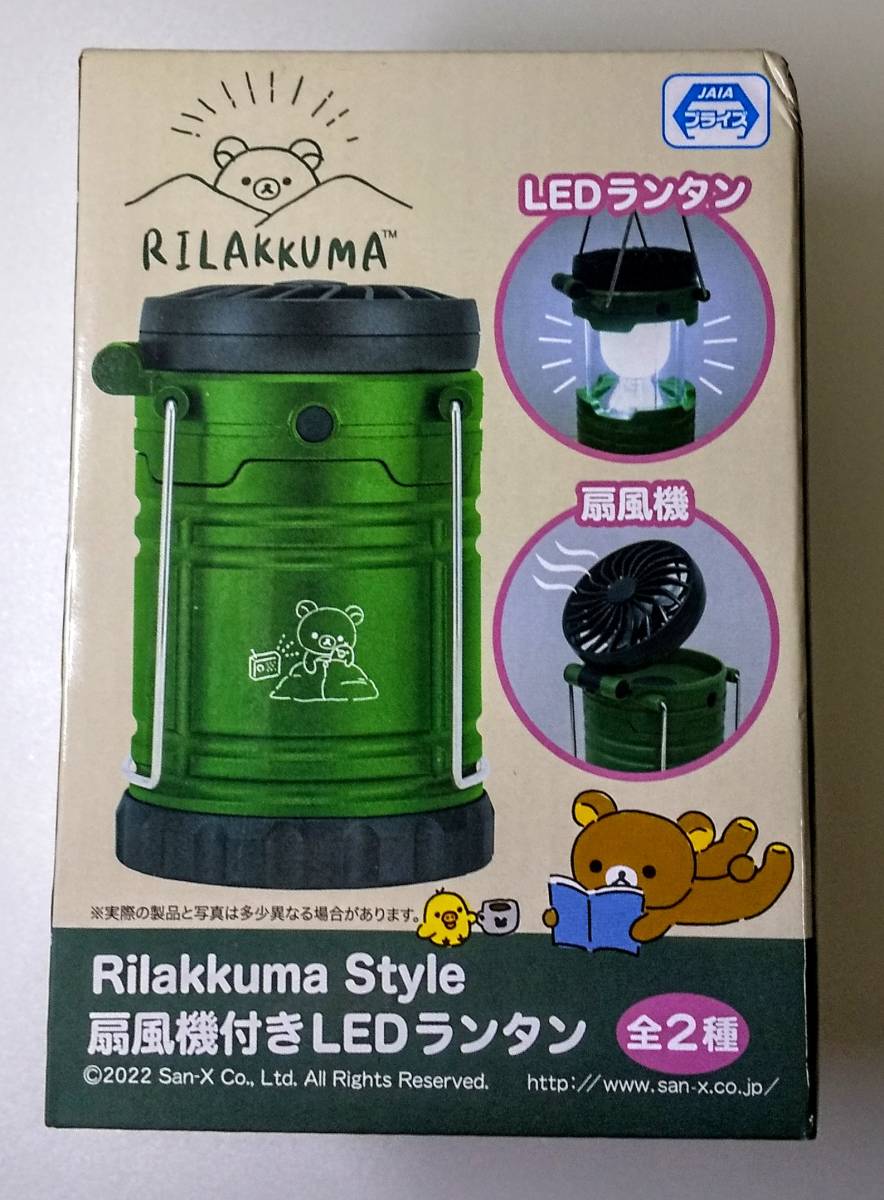 JAIA
プライズ
RILAKKUMA™
LEDランタン
扇風機
※実際の製品と写真は多少異なる場合があります。
Rilakkuma Style
扇風機付きLEDランタン
全2種
©2022 San-X Co., Ltd. All Rights Reserved. http://www.san-x.co.jp/